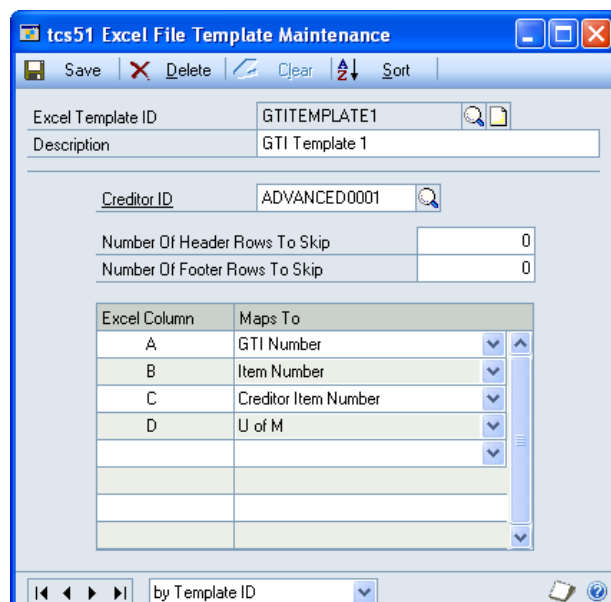 tcs51 Excel File Template Maintenance
Save Delete Clear Sort
Excel Template ID GTITEMPLATE1
Description GTI Template 1
Creditor ID ADVANCED0001
Number Of Header Rows To Skip 0
Number Of Footer Rows To Skip 0
Excel Column Maps To
A GTI Number
B Item Number
C Creditor Item Number
D U of M
by Template ID